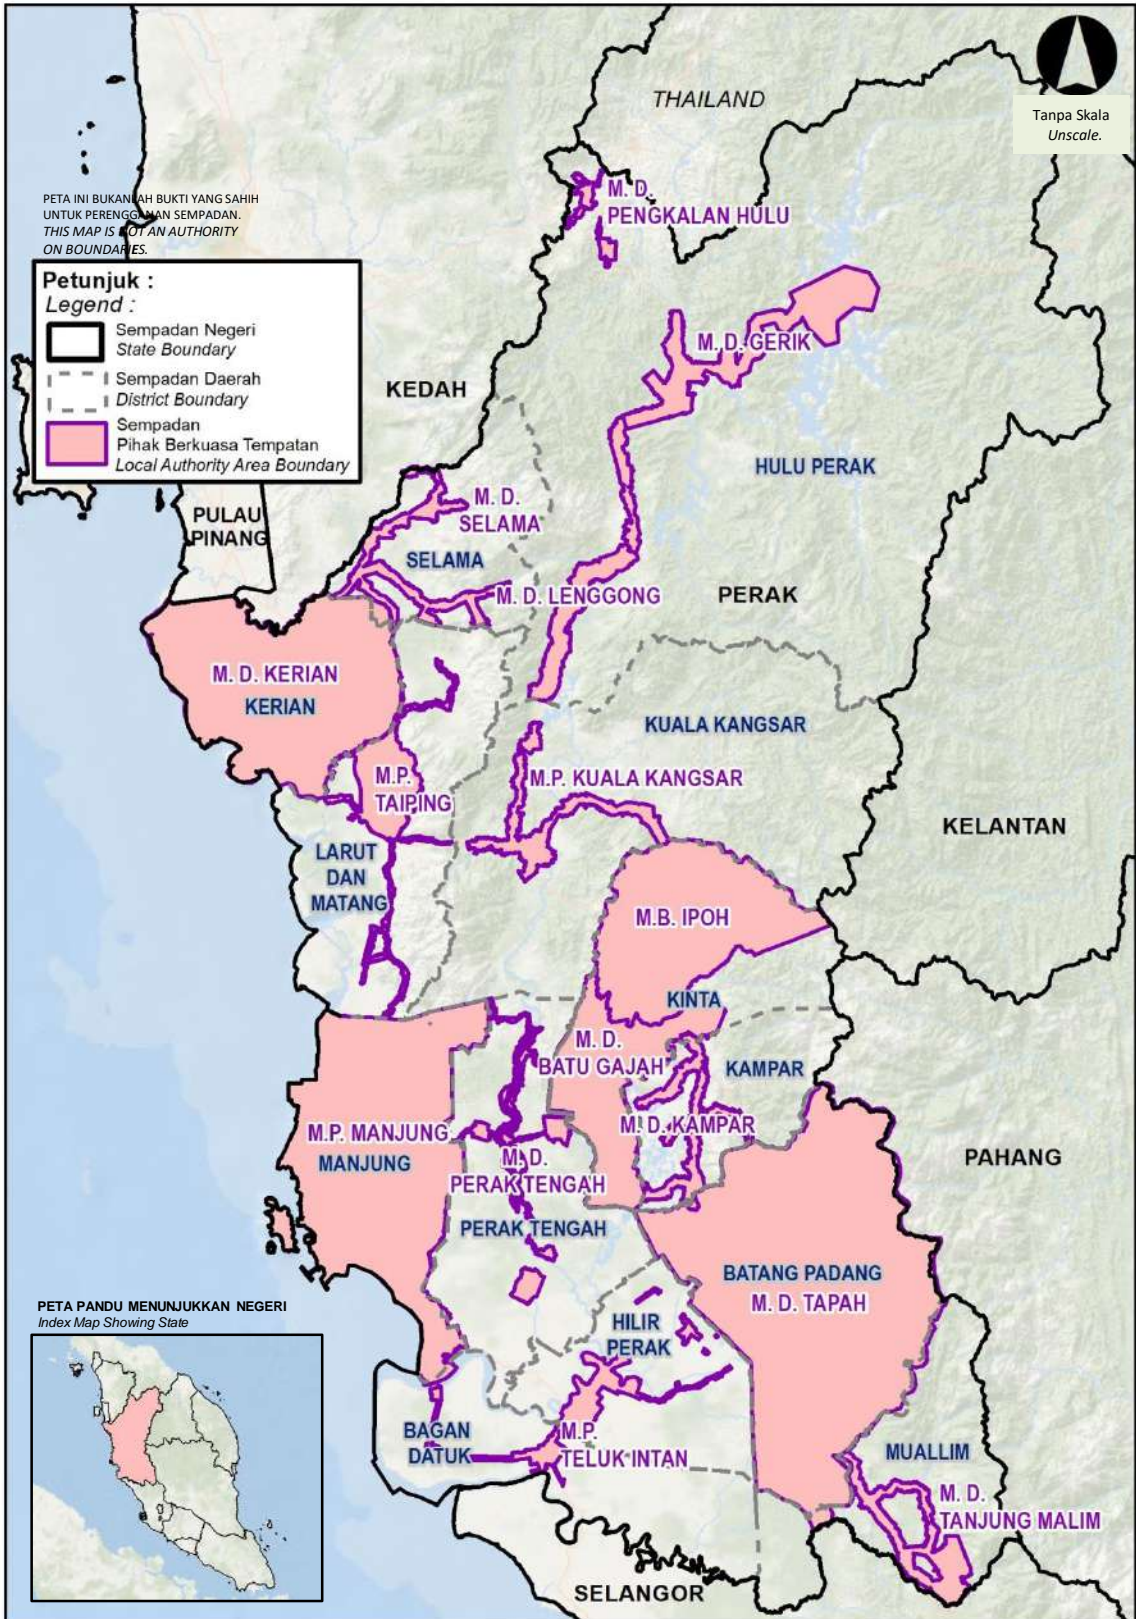 THAILAND
Tanpa Skala
Unscale.
PETA INI BUKANLAH BUKTI YANG SAHIH
UNTUK PERENGGANAN SEMPADAN.
THIS MAP IS NOT AN AUTHORITY
ON BOUNDARIES.
M. D.
PENGKALAN HULU
Petunjuk :
Legend :
Sempadan Negeri
State Boundary
Sempadan Daerah
District Boundary
Sempadan
Pihak Berkuasa Tempatan
Local Authority Area Boundary
M. D. GERIK
KEDAH
HULU PERAK
M. D.
SELAMA
PULAU
PINANG
SELAMA
M. D. LENGGONG
PERAK
M. D. KERIAN
KERIAN
KUALA KANGSAR
M.P.
TAIPING
M.P. KUALA KANGSAR
KELANTAN
LARUT
DAN
MATANG
M.B. IPOH
KINTA
M. D.
BATU GAJAH
KAMPAR
M.P. MANJUNG
MANJUNG
M. D. KAMPAR
PAHANG
M. D.
PERAK TENGAH
PERAK TENGAH
BATANG PADANG
M. D. TAPAH
PETA PANDU MENUNJUKKAN NEGERI
Index Map Showing State
HILIR
PERAK
BAGAN
DATUK
M.P.
TELUK INTAN
MUALLIM
M. D.
TANJUNG MALIM
SELANGOR